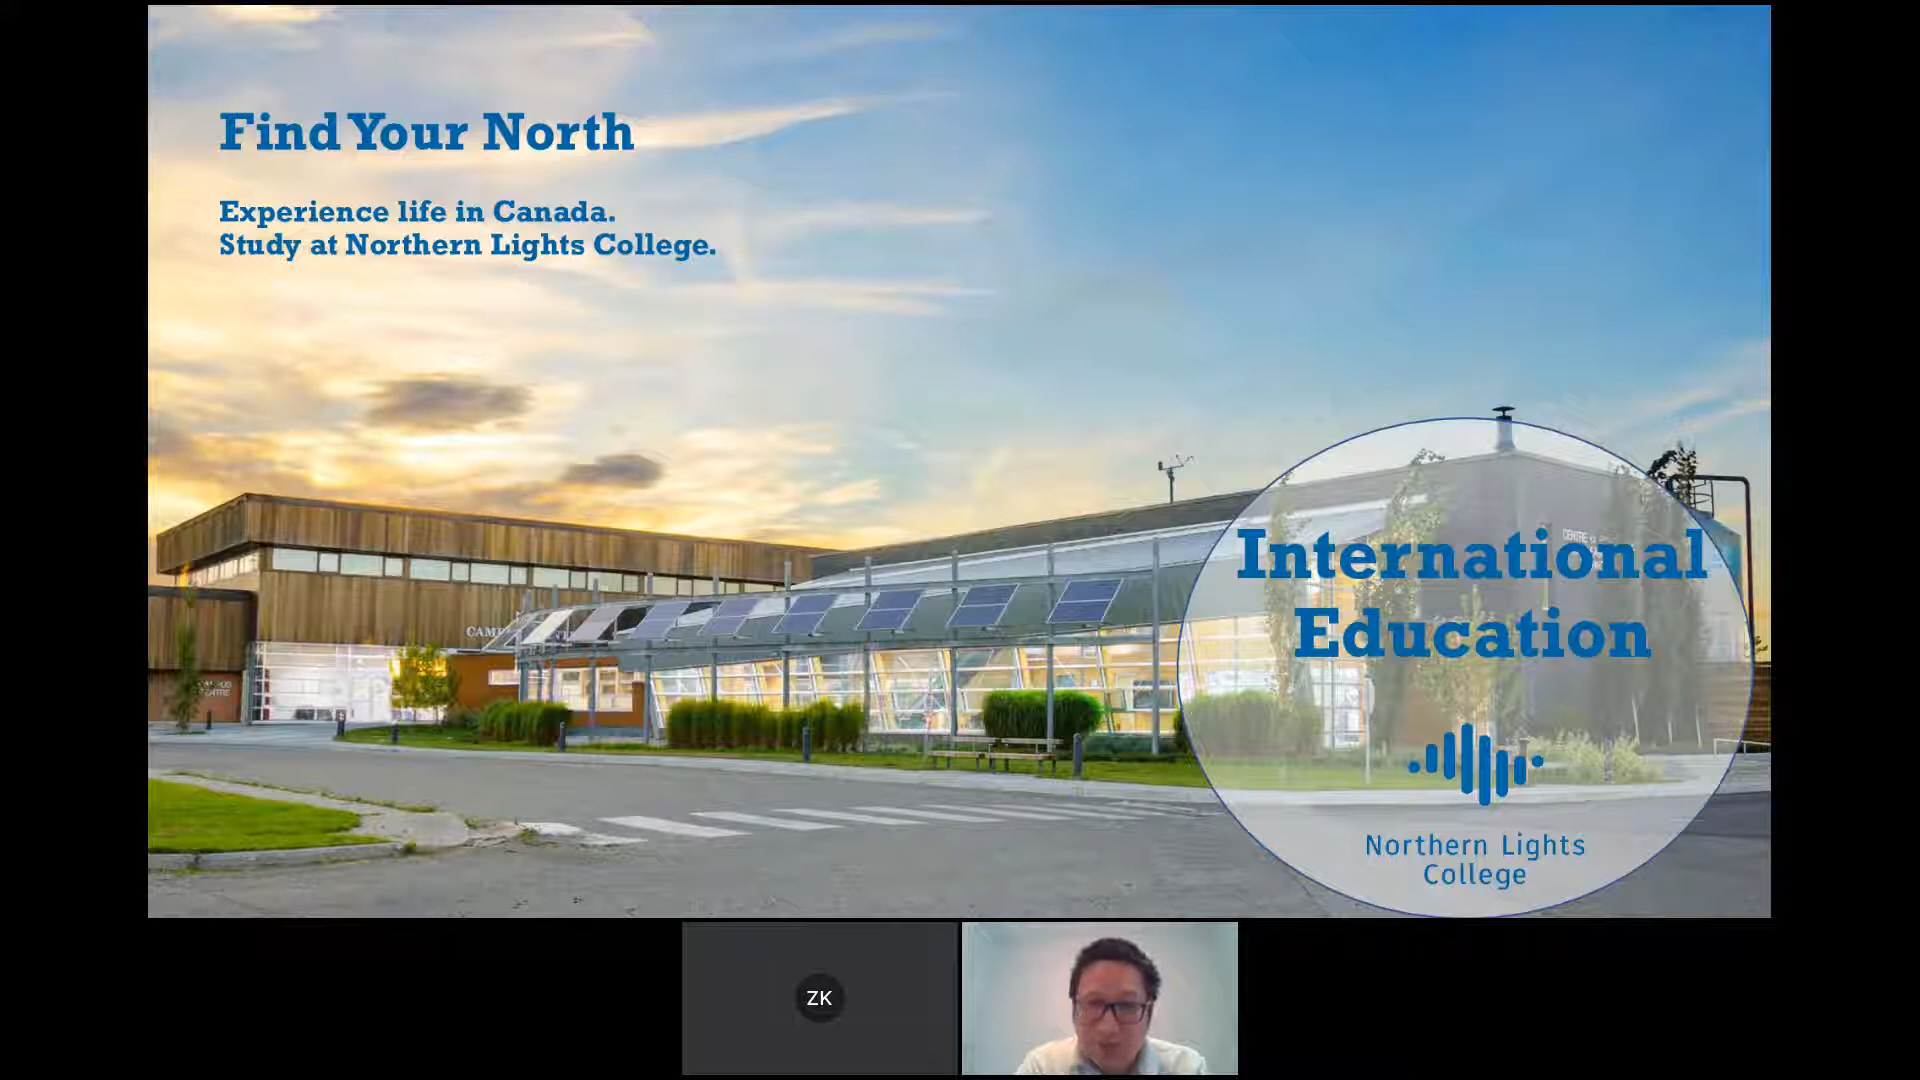 Find Your North
Experience life in Canada.
Study at Northern Lights College.
International
Education
Northern Lights
College
ZK